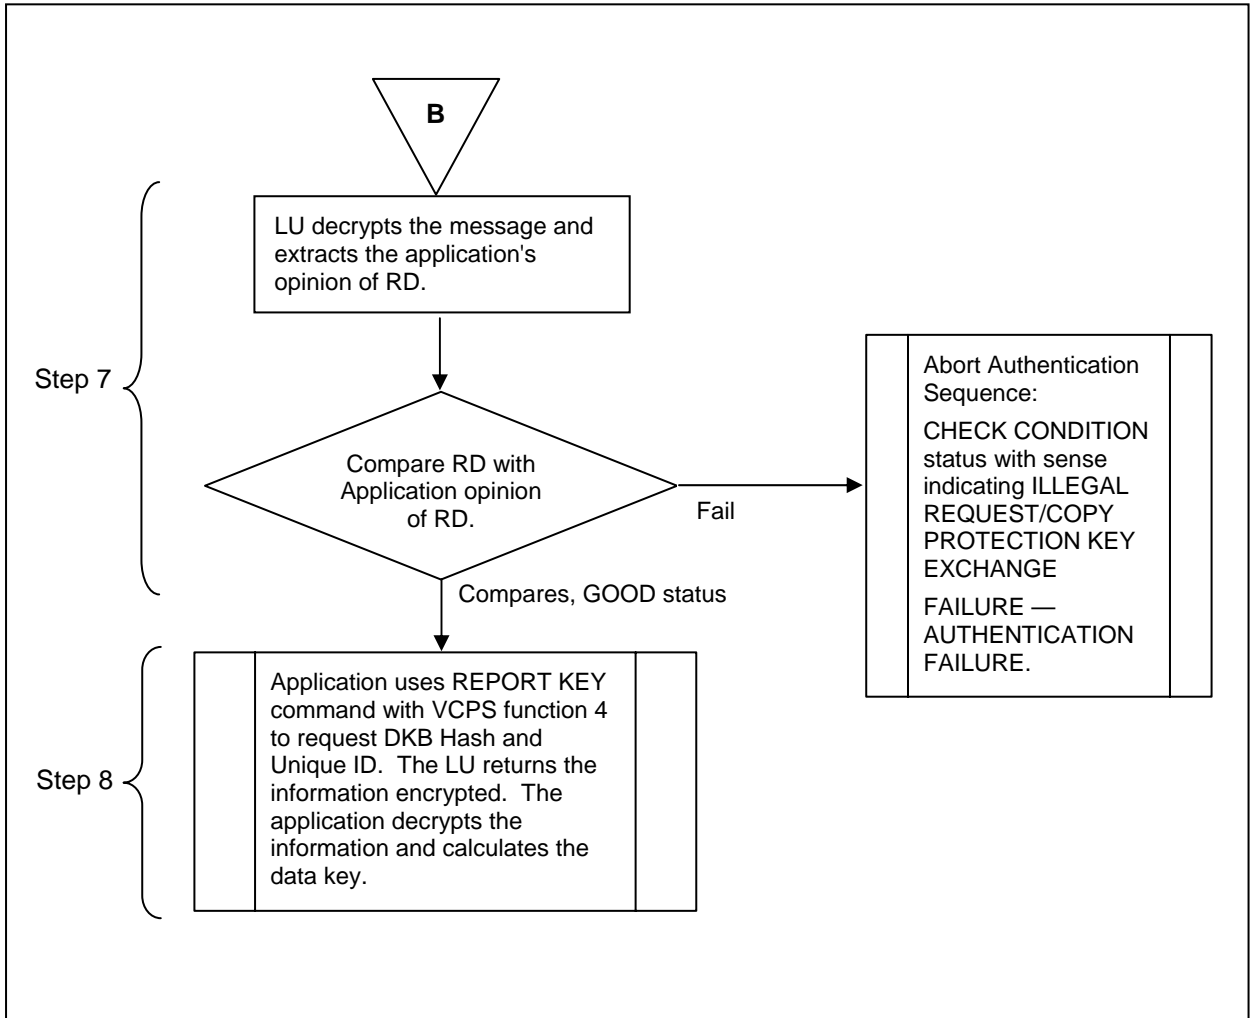 B
LU decrypts the message and
extracts the application's
opinion of RD.
Step 7
Compare RD with
Application opinion
of RD.
Fail
Abort Authentication
Sequence:
CHECK CONDITION
status with sense
indicating ILLEGAL
REQUEST/COPY
PROTECTION KEY
EXCHANGE
FAILURE —
AUTHENTICATION
FAILURE.
Compares, GOOD status
Step 8
Application uses REPORT KEY
command with VCPS function 4
to request DKB Hash and
Unique ID.  The LU returns the
information encrypted.  The
application decrypts the
information and calculates the
data key.